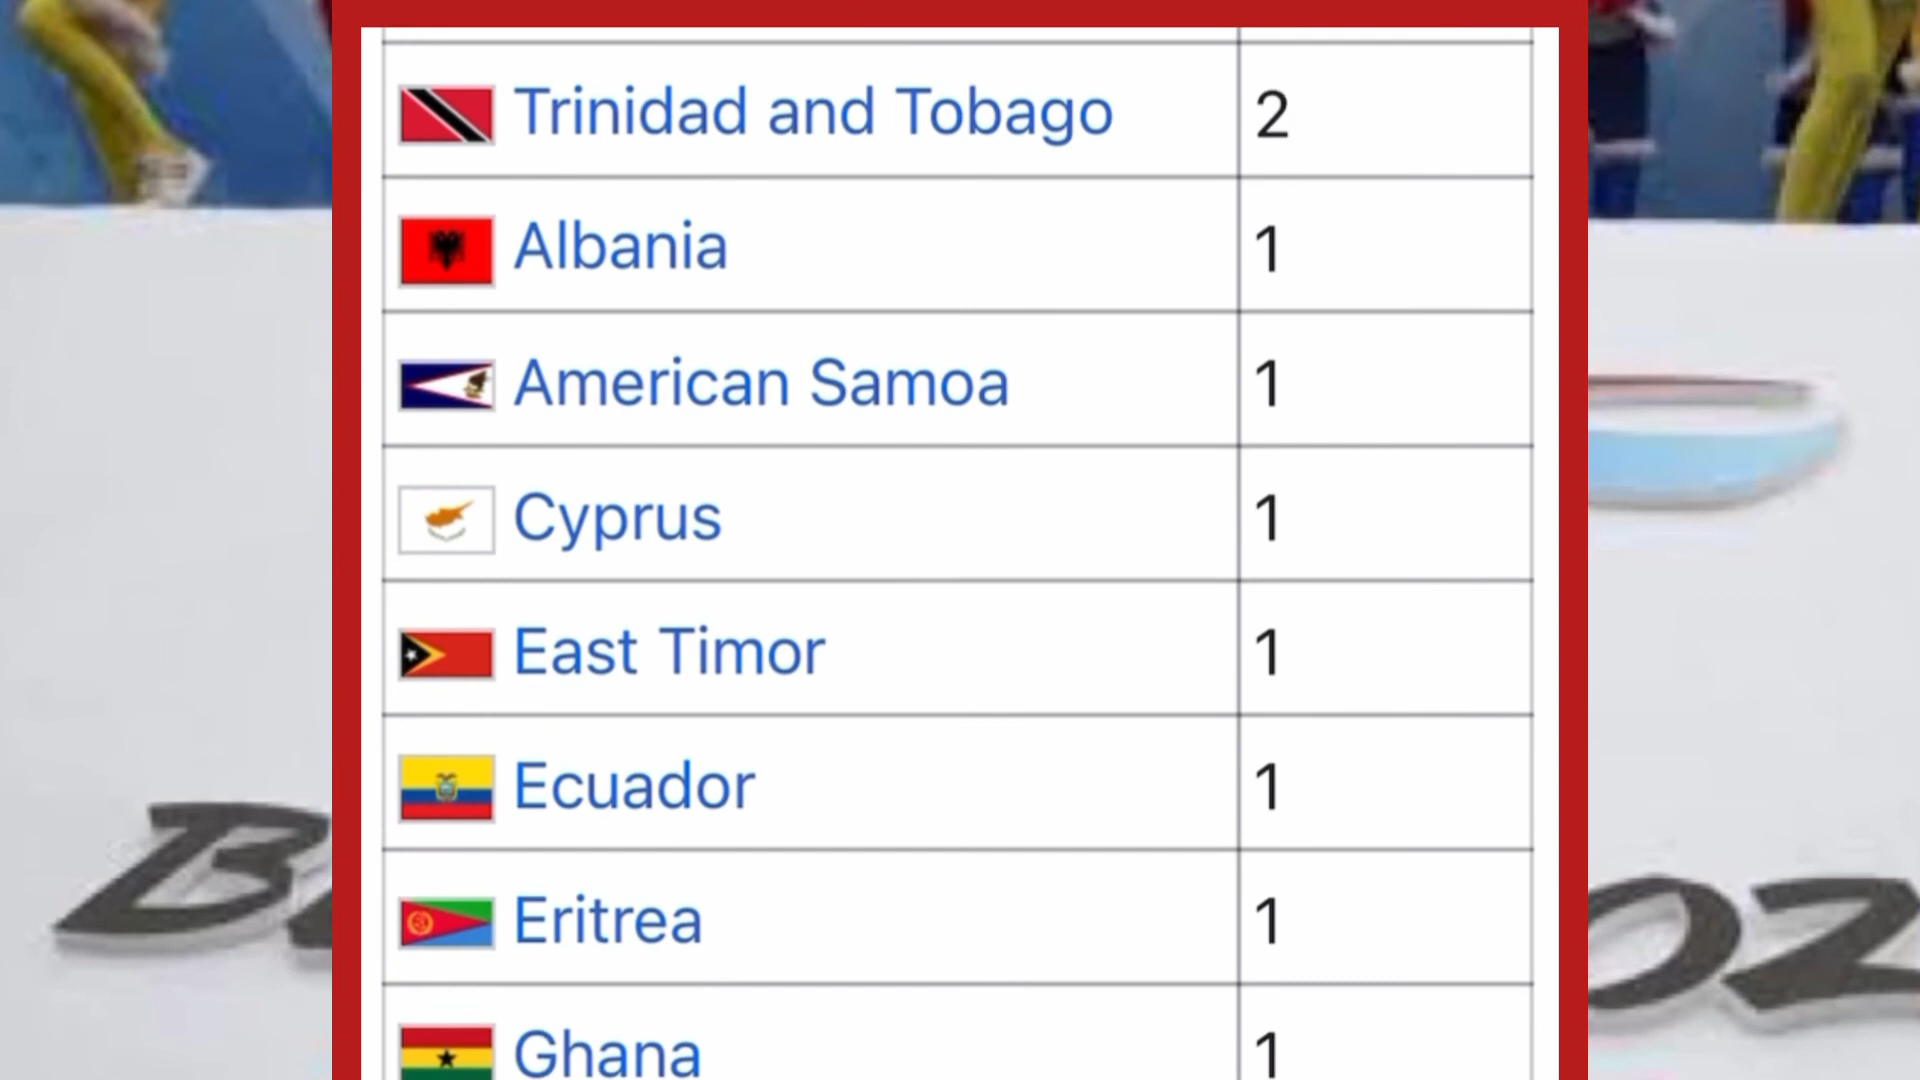 Trinidad and Tobago 2
Albania 1
American Samoa 1
Cyprus 1
East Timor 1
Ecuador 1
Eritrea 1
Ghana 1
B
OZ